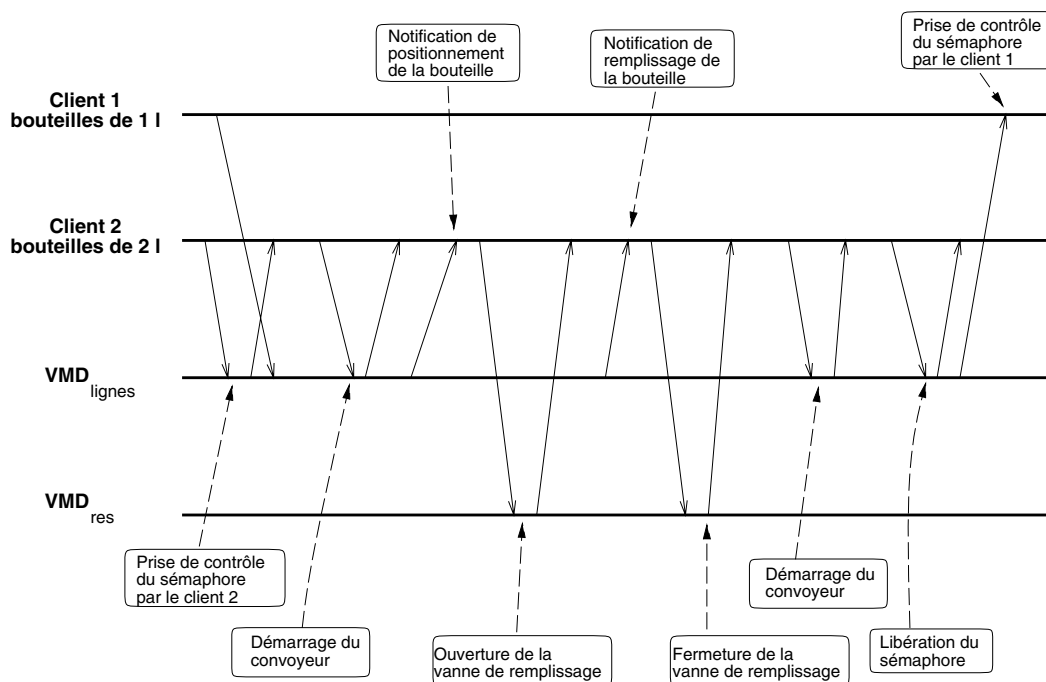 Notification de
positionnement
de la bouteille
Notification de
remplissage de
la bouteille
Prise de contrôle
du sémaphore
par le client 1
Client 1
bouteilles de 1 l
Client 2
bouteilles de 2 l
VMD
lignes
VMD
res
Prise de contrôle
du sémaphore
par le client 2
Démarrage du
convoyeur
Démarrage du
convoyeur
Ouverture de la
vanne de remplissage
Fermeture de la
vanne de remplissage
Libération du
sémaphore